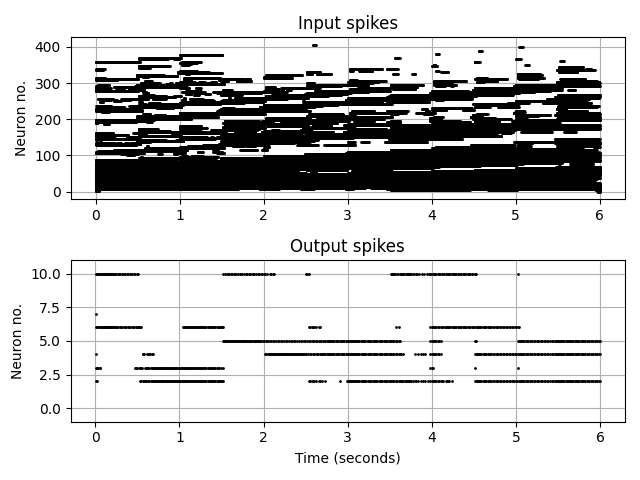 Input spikes
Neuron no.
400
300
200
100
0
0 1 2 3 4 5 6
Output spikes
Neuron no.
10.0
7.5
5.0
2.5
0.0
0 1 2 3 4 5 6
Time (seconds)